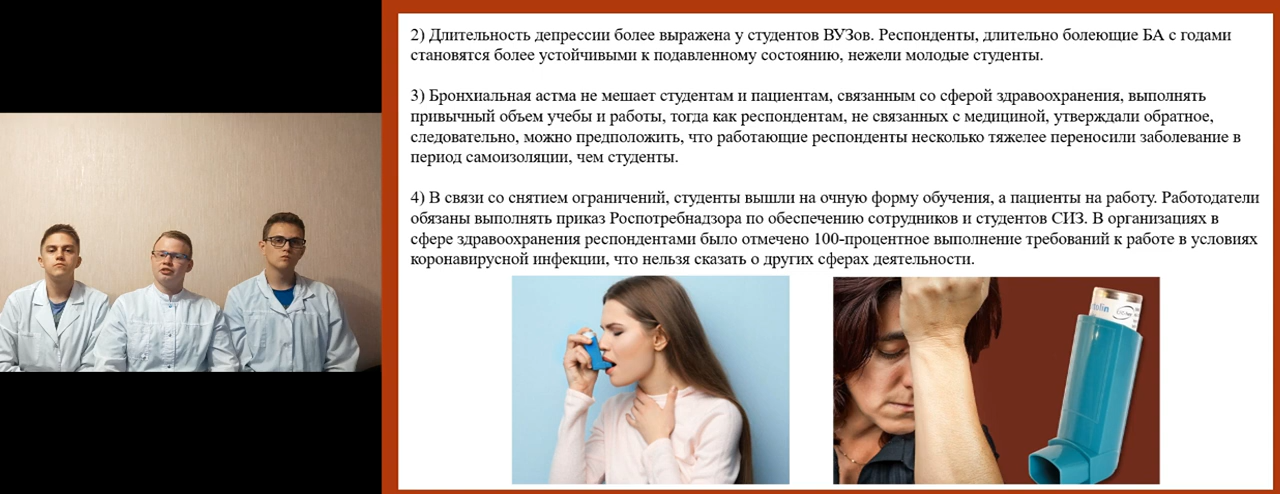 2) Длительность депрессии более выражена у студентов ВУЗов. Респонденты, длительно болеющие БА с годами
становятся более устойчивыми к подавленному состоянию, нежели молодые студенты.
3) Бронхиальная астма не мешает студентам и пациентам, связанным со сферой здравоохранения, выполнять
привычный объем учебы и работы, тогда как респондентам, не связанных с медициной, утверждали обратное,
следовательно, можно предположить, что работающие респонденты несколько тяжелее переносили заболевание в
период самоизоляции, чем студенты.
4) В связи со снятием ограничений, студенты вышли на очную форму обучения, а пациенты на работу. Работодатели
обязаны выполнять приказ Роспотребнадзора по обеспечению сотрудников и студентов СИЗ. В организациях в
сфере здравоохранения респондентами было отмечено 100-процентное выполнение требований к работе в условиях
коронавирусной инфекции, что нельзя сказать о других сферах деятельности.